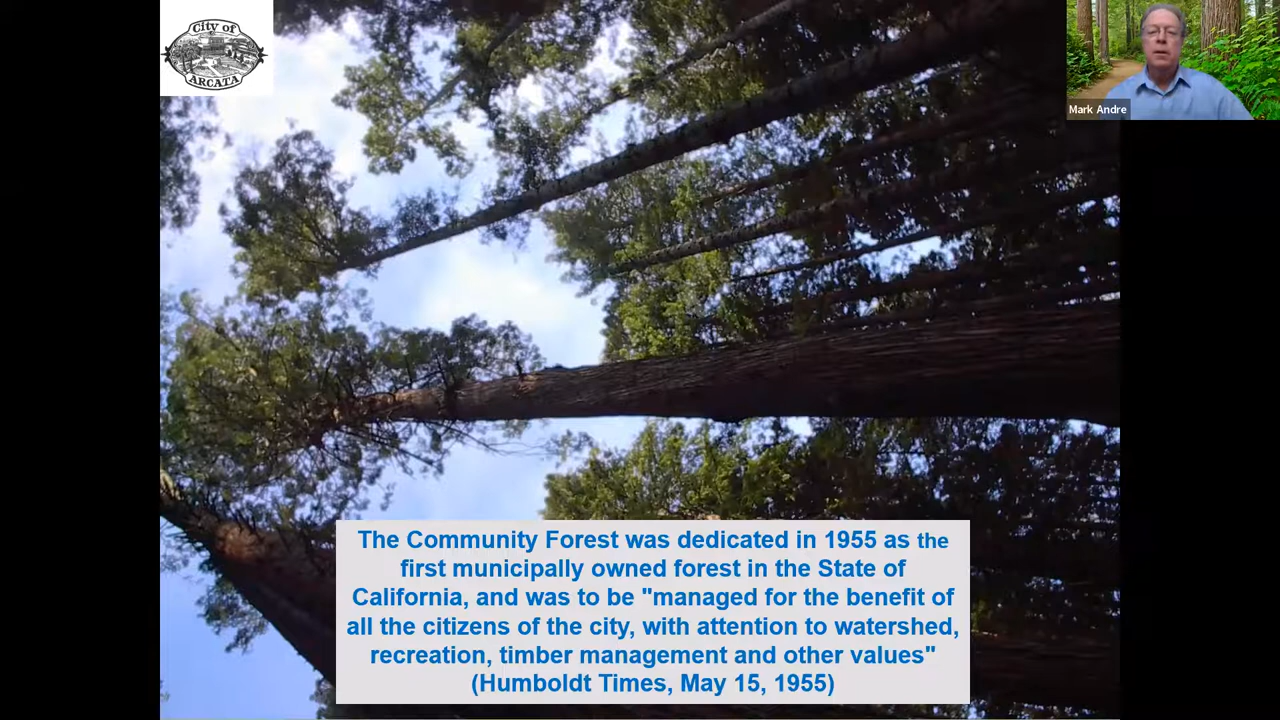 City of
ARCATA
Mark Andre
The Community Forest was dedicated in 1955 as the
first municipally owned forest in the State of
California, and was to be "managed for the benefit of
all the citizens of the city, with attention to watershed,
recreation, timber management and other values"
(Humboldt Times, May 15, 1955)